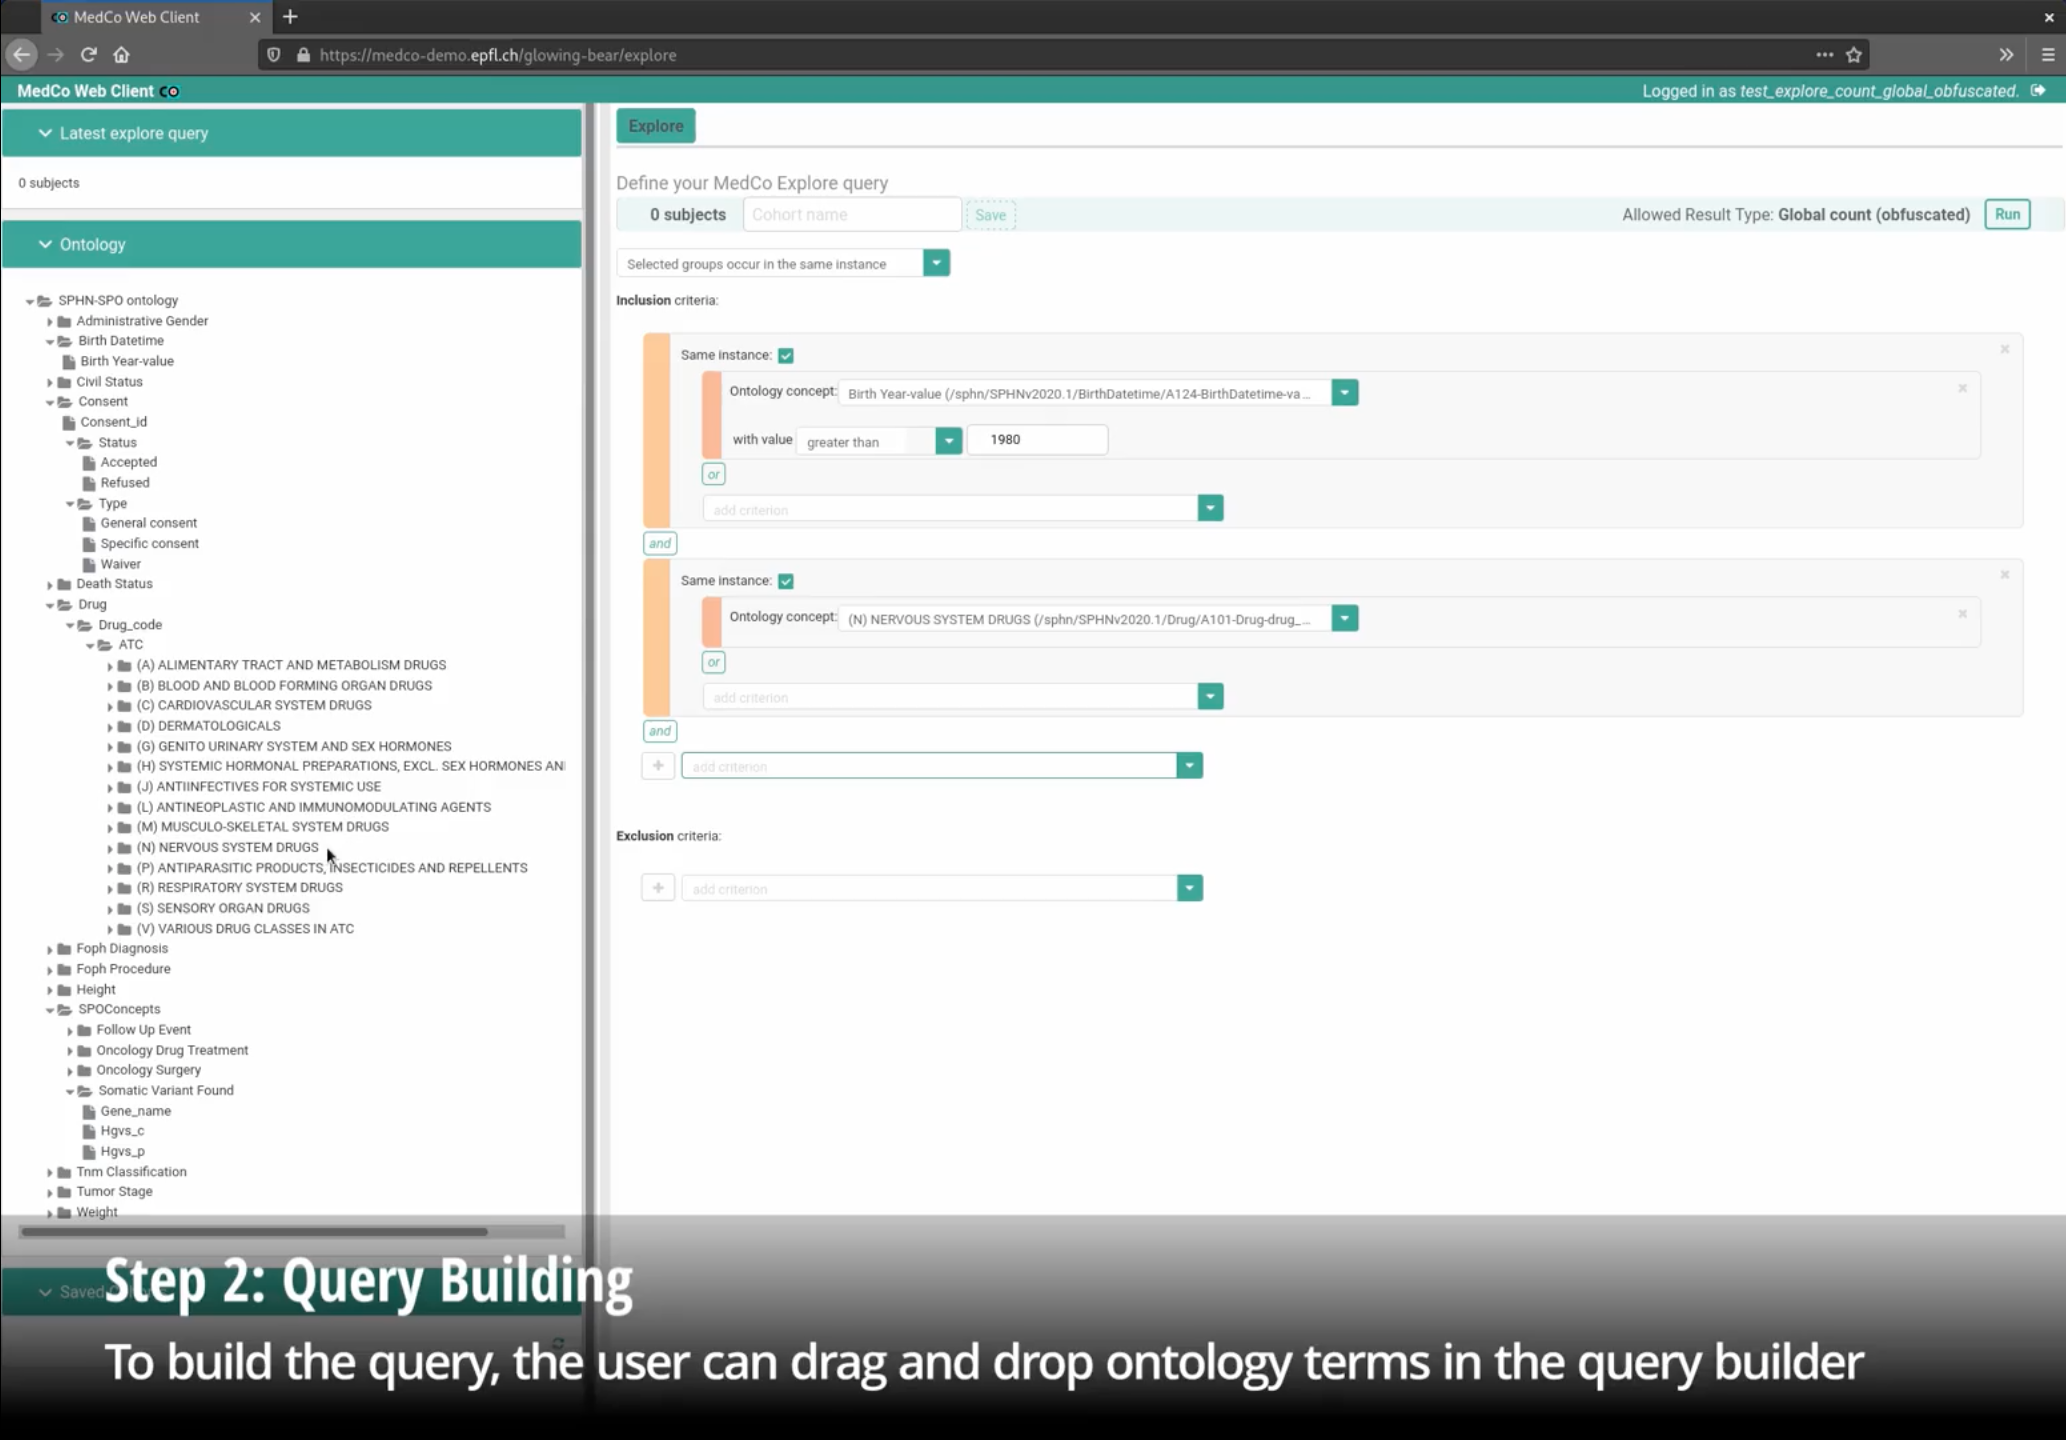 MedCo Web Client
https://medco-demo.epfl.ch/glowing-bear/explore
MedCo Web Client
Logged in as test_explore_count_global_obfuscated.
Latest explore query
0 subjects
Ontology
SPHN-SPO ontology
Administrative Gender
Birth Datetime
Birth Year-value
Civil Status
Consent
Consent_id
Status
Accepted
Refused
Type
General consent
Specific consent
Waiver
Death Status
Drug
Drug_code
ATC
(A) ALIMENTARY TRACT AND METABOLISM DRUGS
(B) BLOOD AND BLOOD FORMING ORGAN DRUGS
(C) CARDIOVASCULAR SYSTEM DRUGS
(D) DERMATOLOGICALS
(G) GENITO URINARY SYSTEM AND SEX HORMONES
(H) SYSTEMIC HORMONAL PREPARATIONS, EXCL. SEX HORMONES AN
(J) ANTIINFECTIVES FOR SYSTEMIC USE
(L) ANTINEOPLASTIC AND IMMUNOMODULATING AGENTS
(M) MUSCULO-SKELETAL SYSTEM DRUGS
(N) NERVOUS SYSTEM DRUGS
(P) ANTIPARASITIC PRODUCTS, INSECTICIDES AND REPELLENTS
(R) RESPIRATORY SYSTEM DRUGS
(S) SENSORY ORGAN DRUGS
(V) VARIOUS DRUG CLASSES IN ATC
Foph Diagnosis
Foph Procedure
Height
SPOConcepts
Follow Up Event
Oncology Drug Treatment
Oncology Surgery
Somatic Variant Found
Gene_name
Hgvs_c
Hgvs_p
Tnm Classification
Tumor Stage
Weight
Saved
Explore
Define your MedCo Explore query
0 subjects Cohort name Save Allowed Result Type: Global count (obfuscated) Run
Selected groups occur in the same instance
Inclusion criteria:
Same instance:
Ontology concept: Birth Year-value (/sphn/SPHNv2020.1/BirthDatetime/A124-BirthDatetime-va...
with value greater than 1980
or
add criterion
and
Same instance:
Ontology concept: (N) NERVOUS SYSTEM DRUGS (/sphn/SPHNv2020.1/Drug/A101-Drug-drug_...
or
add criterion
and
+ add criterion
Exclusion criteria:
+ add criterion
Step 2: Query Building
To build the query, the user can drag and drop ontology terms in the query builder